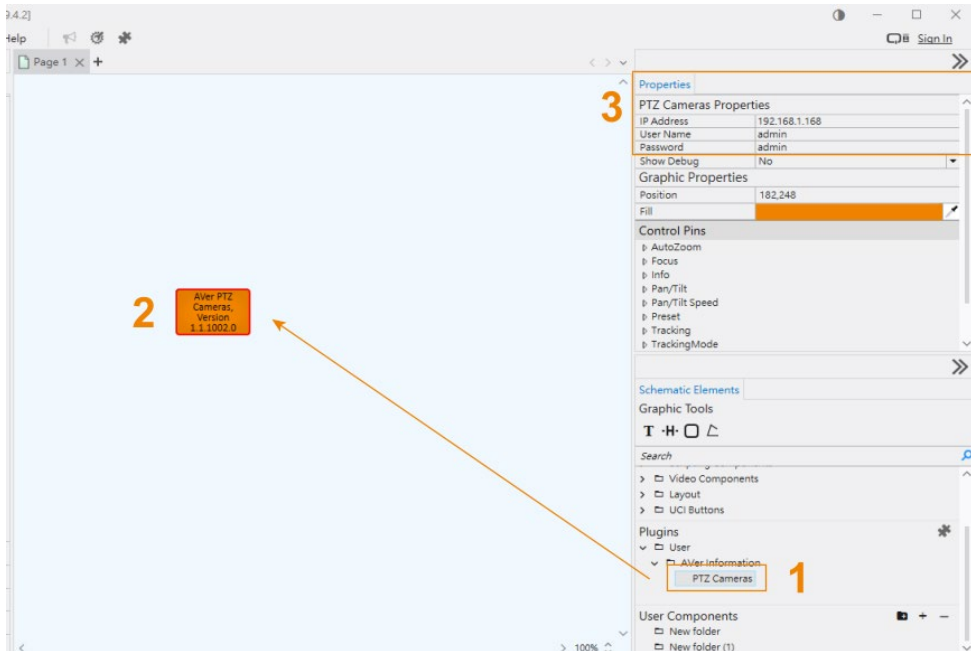 9.4.2]
Help
Sign In
Page 1
Properties
3
PTZ Cameras Properties
IP Address 192.168.1.168
User Name admin
Password admin
Show Debug No
Graphic Properties
Position 182,248
Fill
Control Pins
AutoZoom
Focus
Info
Pan/Tilt
Pan/Tilt Speed
Preset
Tracking
TrackingMode
2
AVer PTZ
Cameras,
Version
1.1.1002.0
Schematic Elements
Graphic Tools
T ·H·
Search
Video Components
Layout
UCI Buttons
Plugins
User
AVer Information
PTZ Cameras
1
User Components
New folder
New folder (1)
100%